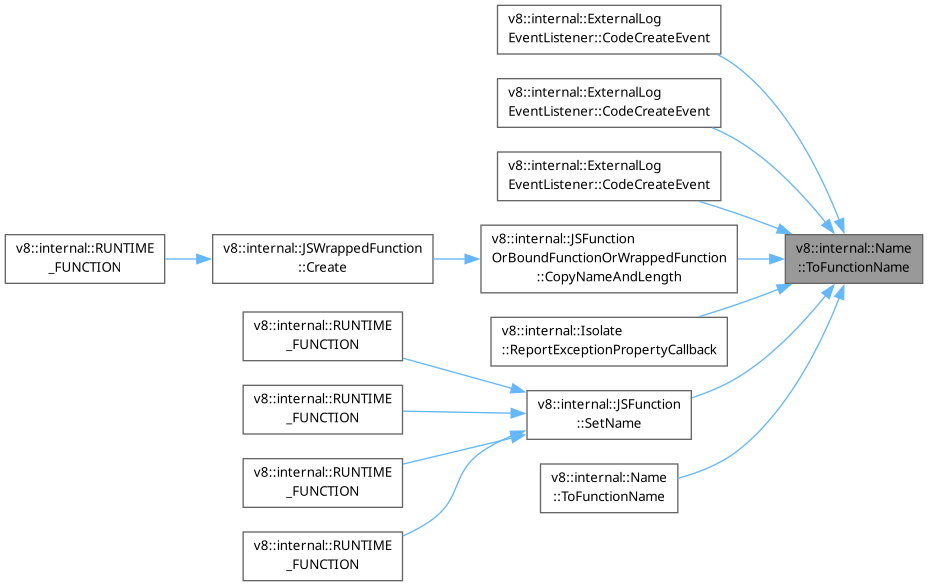 v8::internal::ExternalLog
EventListener::CodeCreateEvent
v8::internal::ExternalLog
EventListener::CodeCreateEvent
v8::internal::ExternalLog
EventListener::CodeCreateEvent
v8::internal::RUNTIME
_FUNCTION
v8::internal::JSWrappedFunction
::Create
v8::internal::JSFunction
OrBoundFunctionOrWrappedFunction
::CopyNameAndLength
v8::internal::Name
::ToFunctionName
v8::internal::Isolate
::ReportExceptionPropertyCallback
v8::internal::RUNTIME
_FUNCTION
v8::internal::RUNTIME
_FUNCTION
v8::internal::JSFunction
::SetName
v8::internal::RUNTIME
_FUNCTION
v8::internal::Name
::ToFunctionName
v8::internal::RUNTIME
_FUNCTION